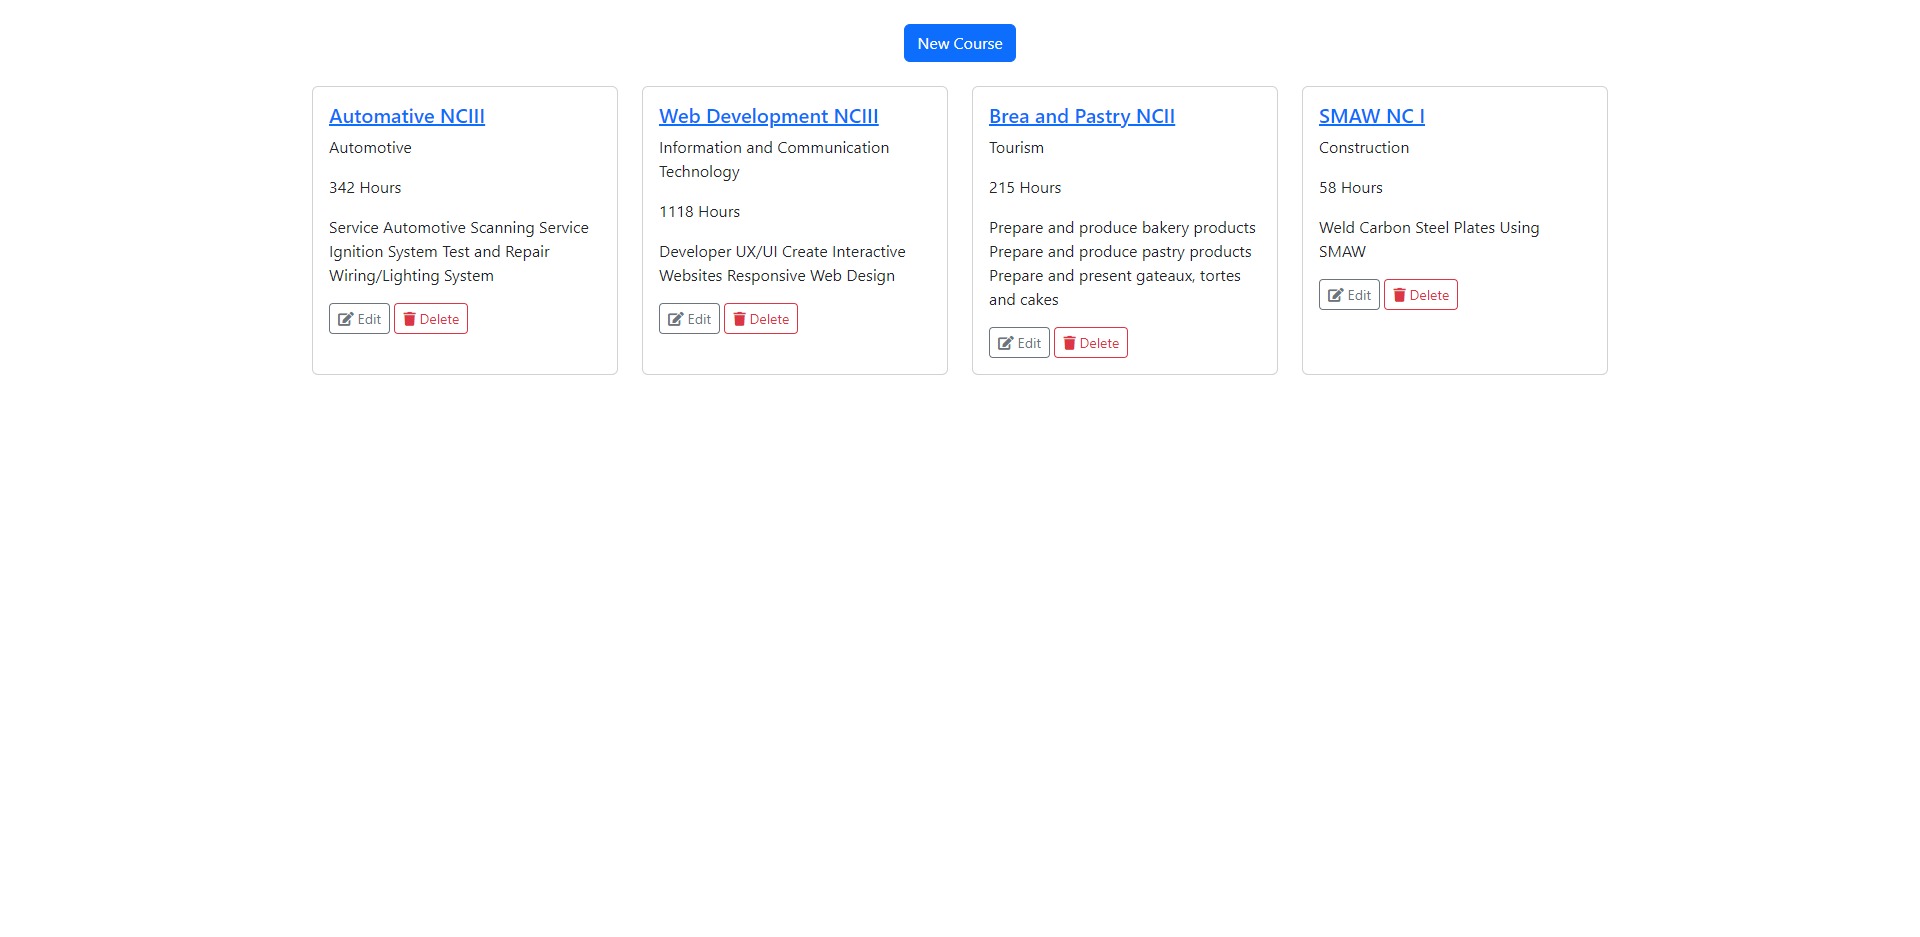 New Course
Automative NCIII
Automotive
342 Hours
Service Automotive Scanning Service
Ignition System Test and Repair
Wiring/Lighting System
Edit Delete
Web Development NCIII
Information and Communication
Technology
1118 Hours
Developer UX/UI Create Interactive
Websites Responsive Web Design
Edit Delete
Brea and Pastry NCII
Tourism
215 Hours
Prepare and produce bakery products
Prepare and produce pastry products
Prepare and present gateaux, tortes
and cakes
Edit Delete
SMAW NC I
Construction
58 Hours
Weld Carbon Steel Plates Using
SMAW
Edit Delete